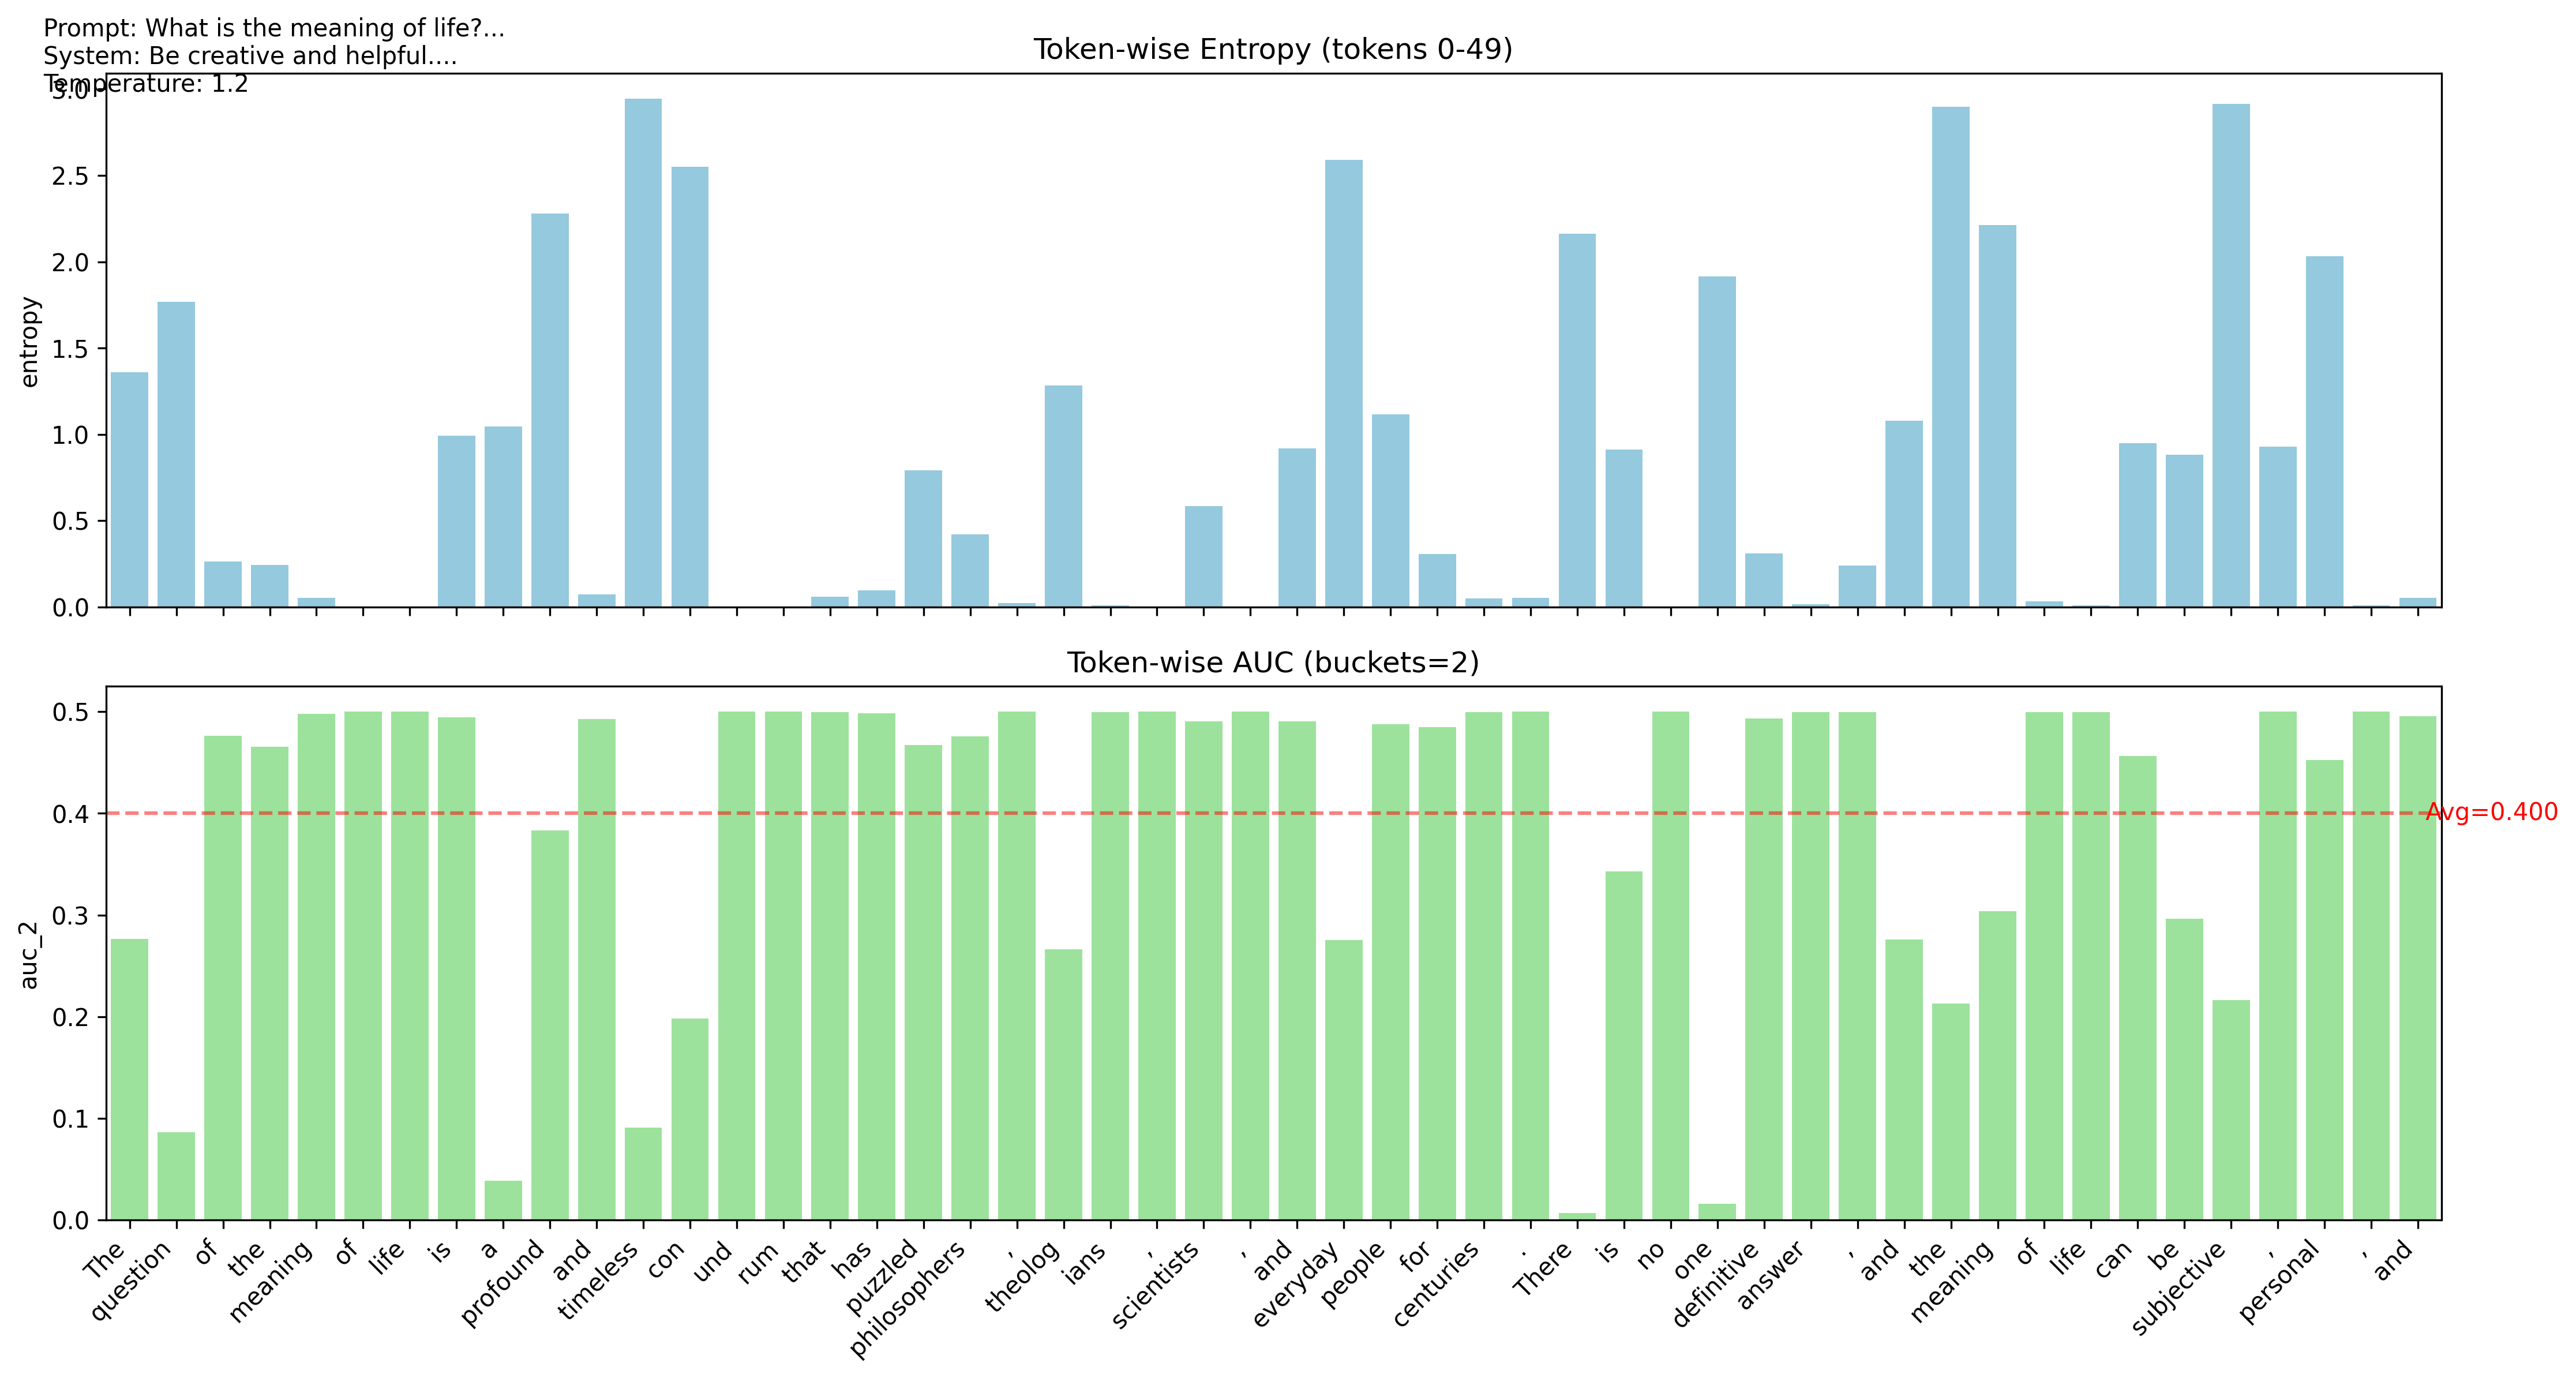 Prompt: What is the meaning of life?...
System: Be creative and helpful....
Temperature: 1.2
Token-wise Entropy (tokens 0-49)
3.0
2.5
2.0
1.5
1.0
0.5
0.0
entropy
Token-wise AUC (buckets=2)
0.5
0.4
0.3
0.2
0.1
0.0
auc_2
Avg=0.400
The
question
of
the
meaning
of
life
is
a
profound
and
timeless
con
und
rum
that
has
puzzled
philosophers
,
theolog
ians
,
scientists
,
and
everyday
people
for
centuries
.
There
is
no
one
definitive
answer
,
and
the
meaning
of
life
can
be
subjective
,
personal
,
and